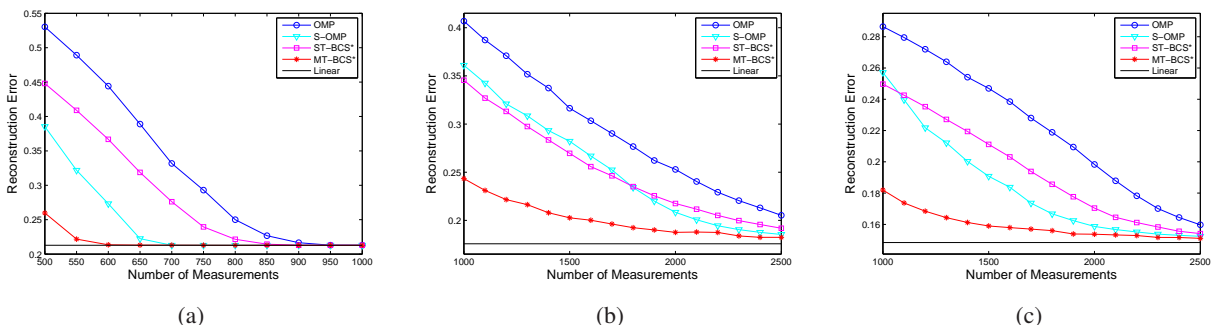 0.55
0.5
0.45
0.4
0.35
0.3
0.25
0.2
500 550 600 650 700 750 800 850 900 950 1000
Reconstruction Error
Number of Measurements
OMP
S-OMP
ST-BCS*
MT-BCS*
Linear
(a)
0.4
0.35
0.3
0.25
0.2
1000 1500 2000 2500
Reconstruction Error
Number of Measurements
OMP
S-OMP
ST-BCS*
MT-BCS*
Linear
(b)
0.28
0.26
0.24
0.22
0.2
0.18
0.16
1000 1500 2000 2500
Reconstruction Error
Number of Measurements
OMP
S-OMP
ST-BCS*
MT-BCS*
Linear
(c)